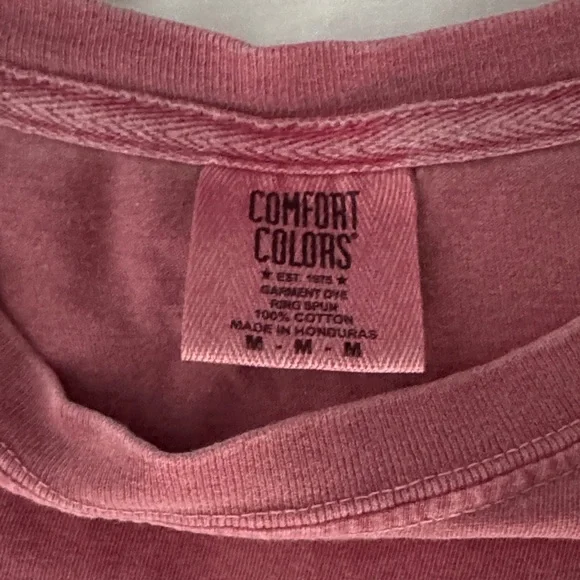 COMFORT
COLORS®
★ EST. 1975 ★
GARMENT DYE
RING SPUN
100% COTTON
MADE IN HONDURAS
M - M - M